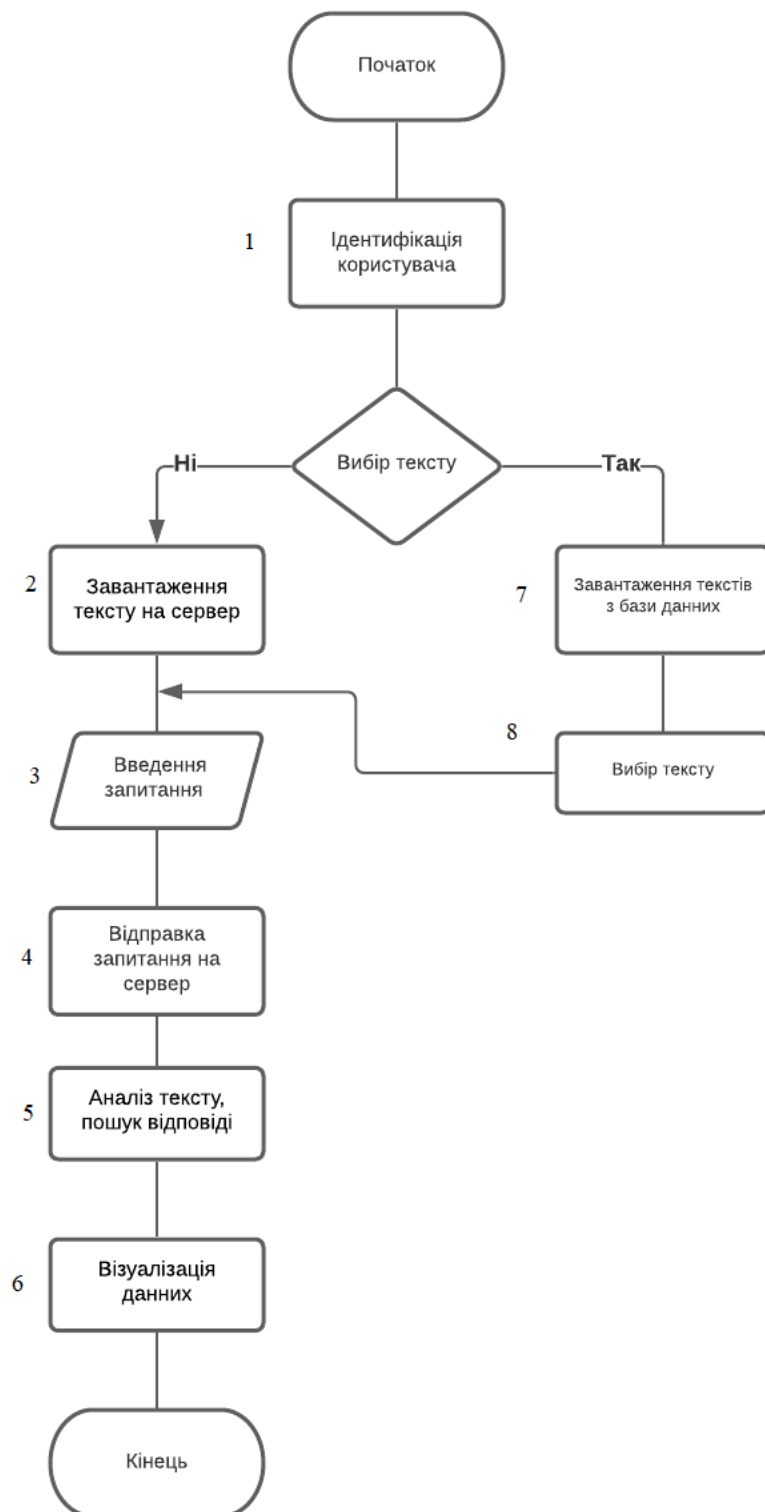 Початок
1
Ідентифікація
користувача
Вибір тексту
Ні
Так
2
Завантаження
тексту на сервер
7
Завантаження текстів
з бази данних
3
Введення
запитання
8
Вибір тексту
4
Відправка
запитання на
сервер
5
Аналіз тексту,
пошук відповіді
6
Візуалізація
данних
Кінець